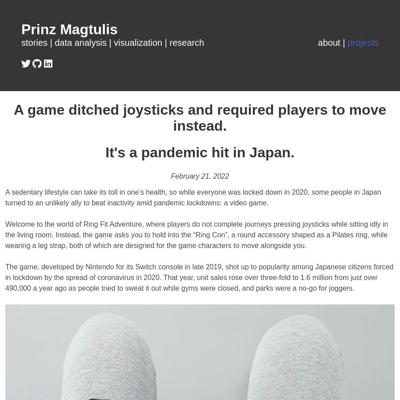 Prinz Magtulis
stories | data analysis | visualization | research
about | projects
A game ditched joysticks and required players to move
instead.
It's a pandemic hit in Japan.
February 21, 2022
A sedentary lifestyle can take its toll in one's health, so while everyone was locked down in 2020, some people in Japan
turned to an unlikely ally to beat inactivity amid pandemic lockdowns: a video game.
Welcome to the world of Ring Fit Adventure, where players do not complete journeys pressing joysticks while sitting idly in
the living room. Instead, the game asks you to hold into the “Ring Con”, a round accessory shaped as a Pilates ring, while
wearing a leg strap, both of which are designed for the game characters to move alongside you.
The game, developed by Nintendo for its Switch console in late 2019, shot up to popularity among Japanese citizens forced
in lockdown by the spread of coronavirus in 2020. That year, unit sales rose over three-fold to 1.6 million from just over
490,000 a year ago as people tried to sweat it out while gyms were closed, and parks were a no-go for joggers.